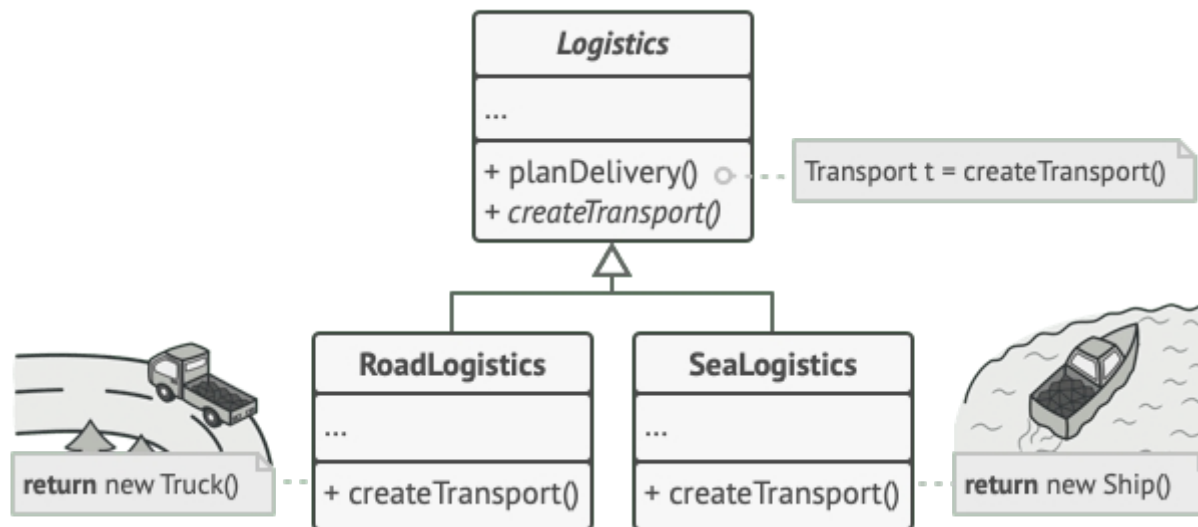 Logistics
...
+ planDelivery()
+ createTransport()
Transport t = createTransport()
RoadLogistics
...
+ createTransport()
return new Truck()
SeaLogistics
...
+ createTransport()
return new Ship()